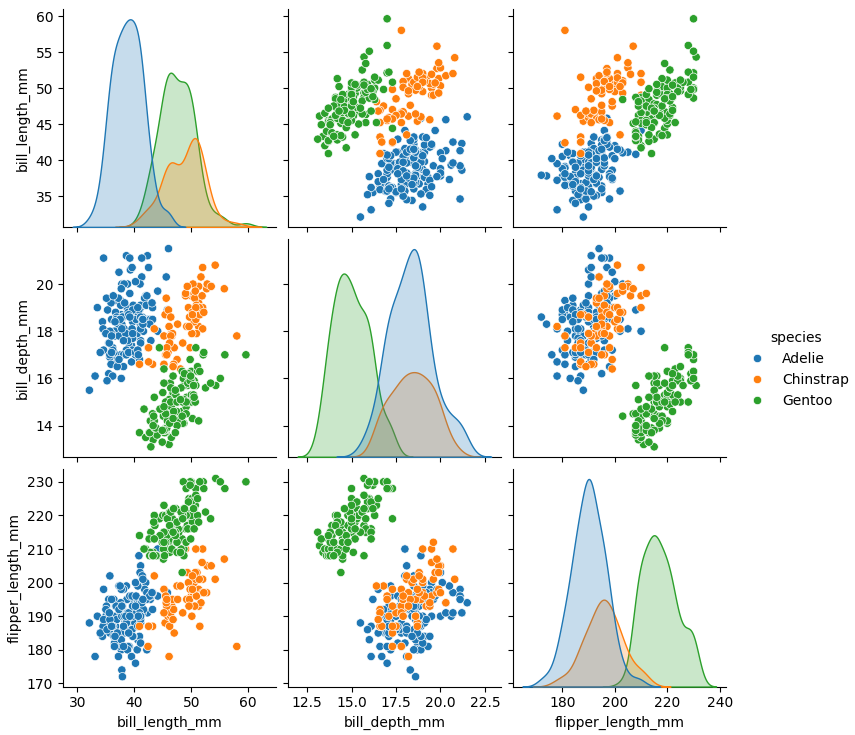 60
55
50
45
40
35
bill_length_mm
20
18
16
14
bill_depth_mm
species
Adelie
Chinstrap
Gentoo
230
220
210
200
190
180
170
flipper_length_mm
30 40 50 60
bill_length_mm
12.5 15.0 17.5 20.0 22.5
bill_depth_mm
180 200 220 240
flipper_length_mm